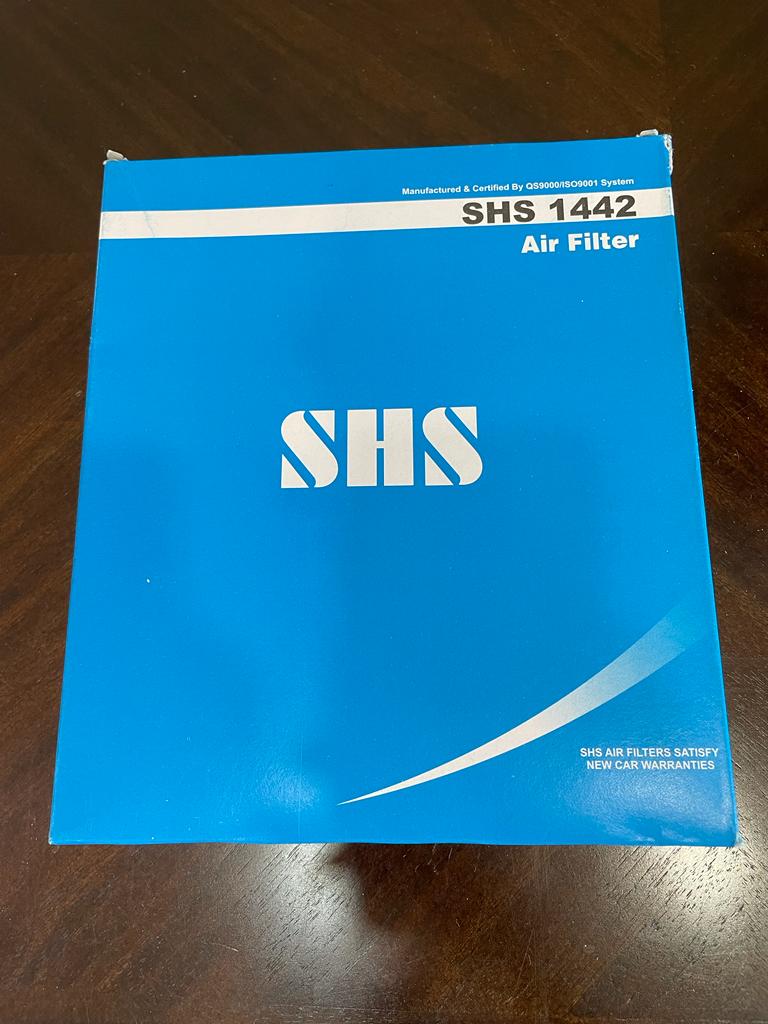 Manufactured & Certified By QS9000/ISO9001 System
SHS 1442
Air Filter
SHS
SHS AIR FILTERS SATISFY
NEW CAR WARRANTIES